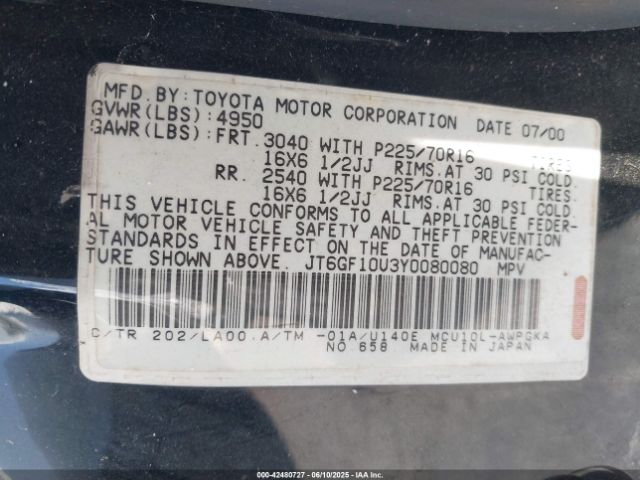 MFD. BY: TOYOTA MOTOR CORPORATION DATE 07/00
GVWR(LBS): 4950
GAWR(LBS): FRT. 3040 WITH P225/70R16 TIRES
16X6 1/2JJ RIMS. AT 30 PSI COLD.
RR. 2540 WITH P225/70R16 TIRES.
16X6 1/2JJ RIMS. AT 30 PSI COLD.
THIS VEHICLE CONFORMS TO ALL APPLICABLE FEDER-
AL MOTOR VEHICLE SAFETY AND THEFT PREVENTION
STANDARDS IN EFFECT ON THE DATE OF MANUFAC-
TURE SHOWN ABOVE. JT6GF10U3Y0080080 MPV
C/TR 202/LA00 A/TM -01A/U140E MCU10L-AWPGKA
NO 658 MADE IN JAPAN
000-42480727 - 06/10/2025 - IAAI Branches